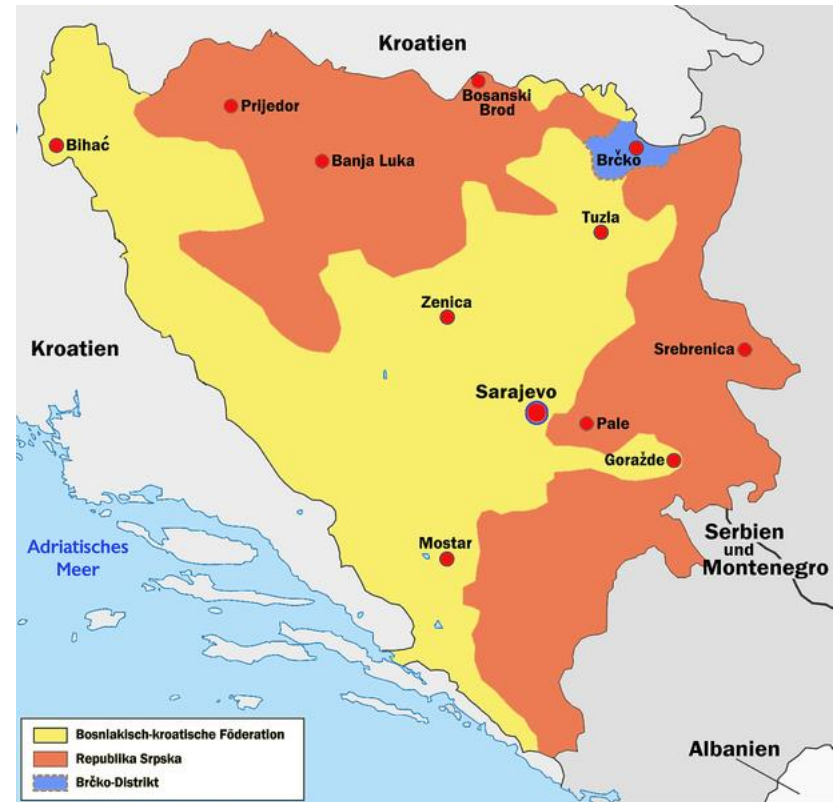 Kroatien
Prijedor
Bosanski
Brod
Bihać
Banja Luka
Brčko
Tuzla
Zenica
Kroatien
Srebrenica
Sarajevo
Pale
Goražde
Serbien
und
Montenegro
Mostar
Adriatisches
Meer
Albanien
Bosniakisch-kroatische Föderation
Republika Srpska
Brčko-Distrikt